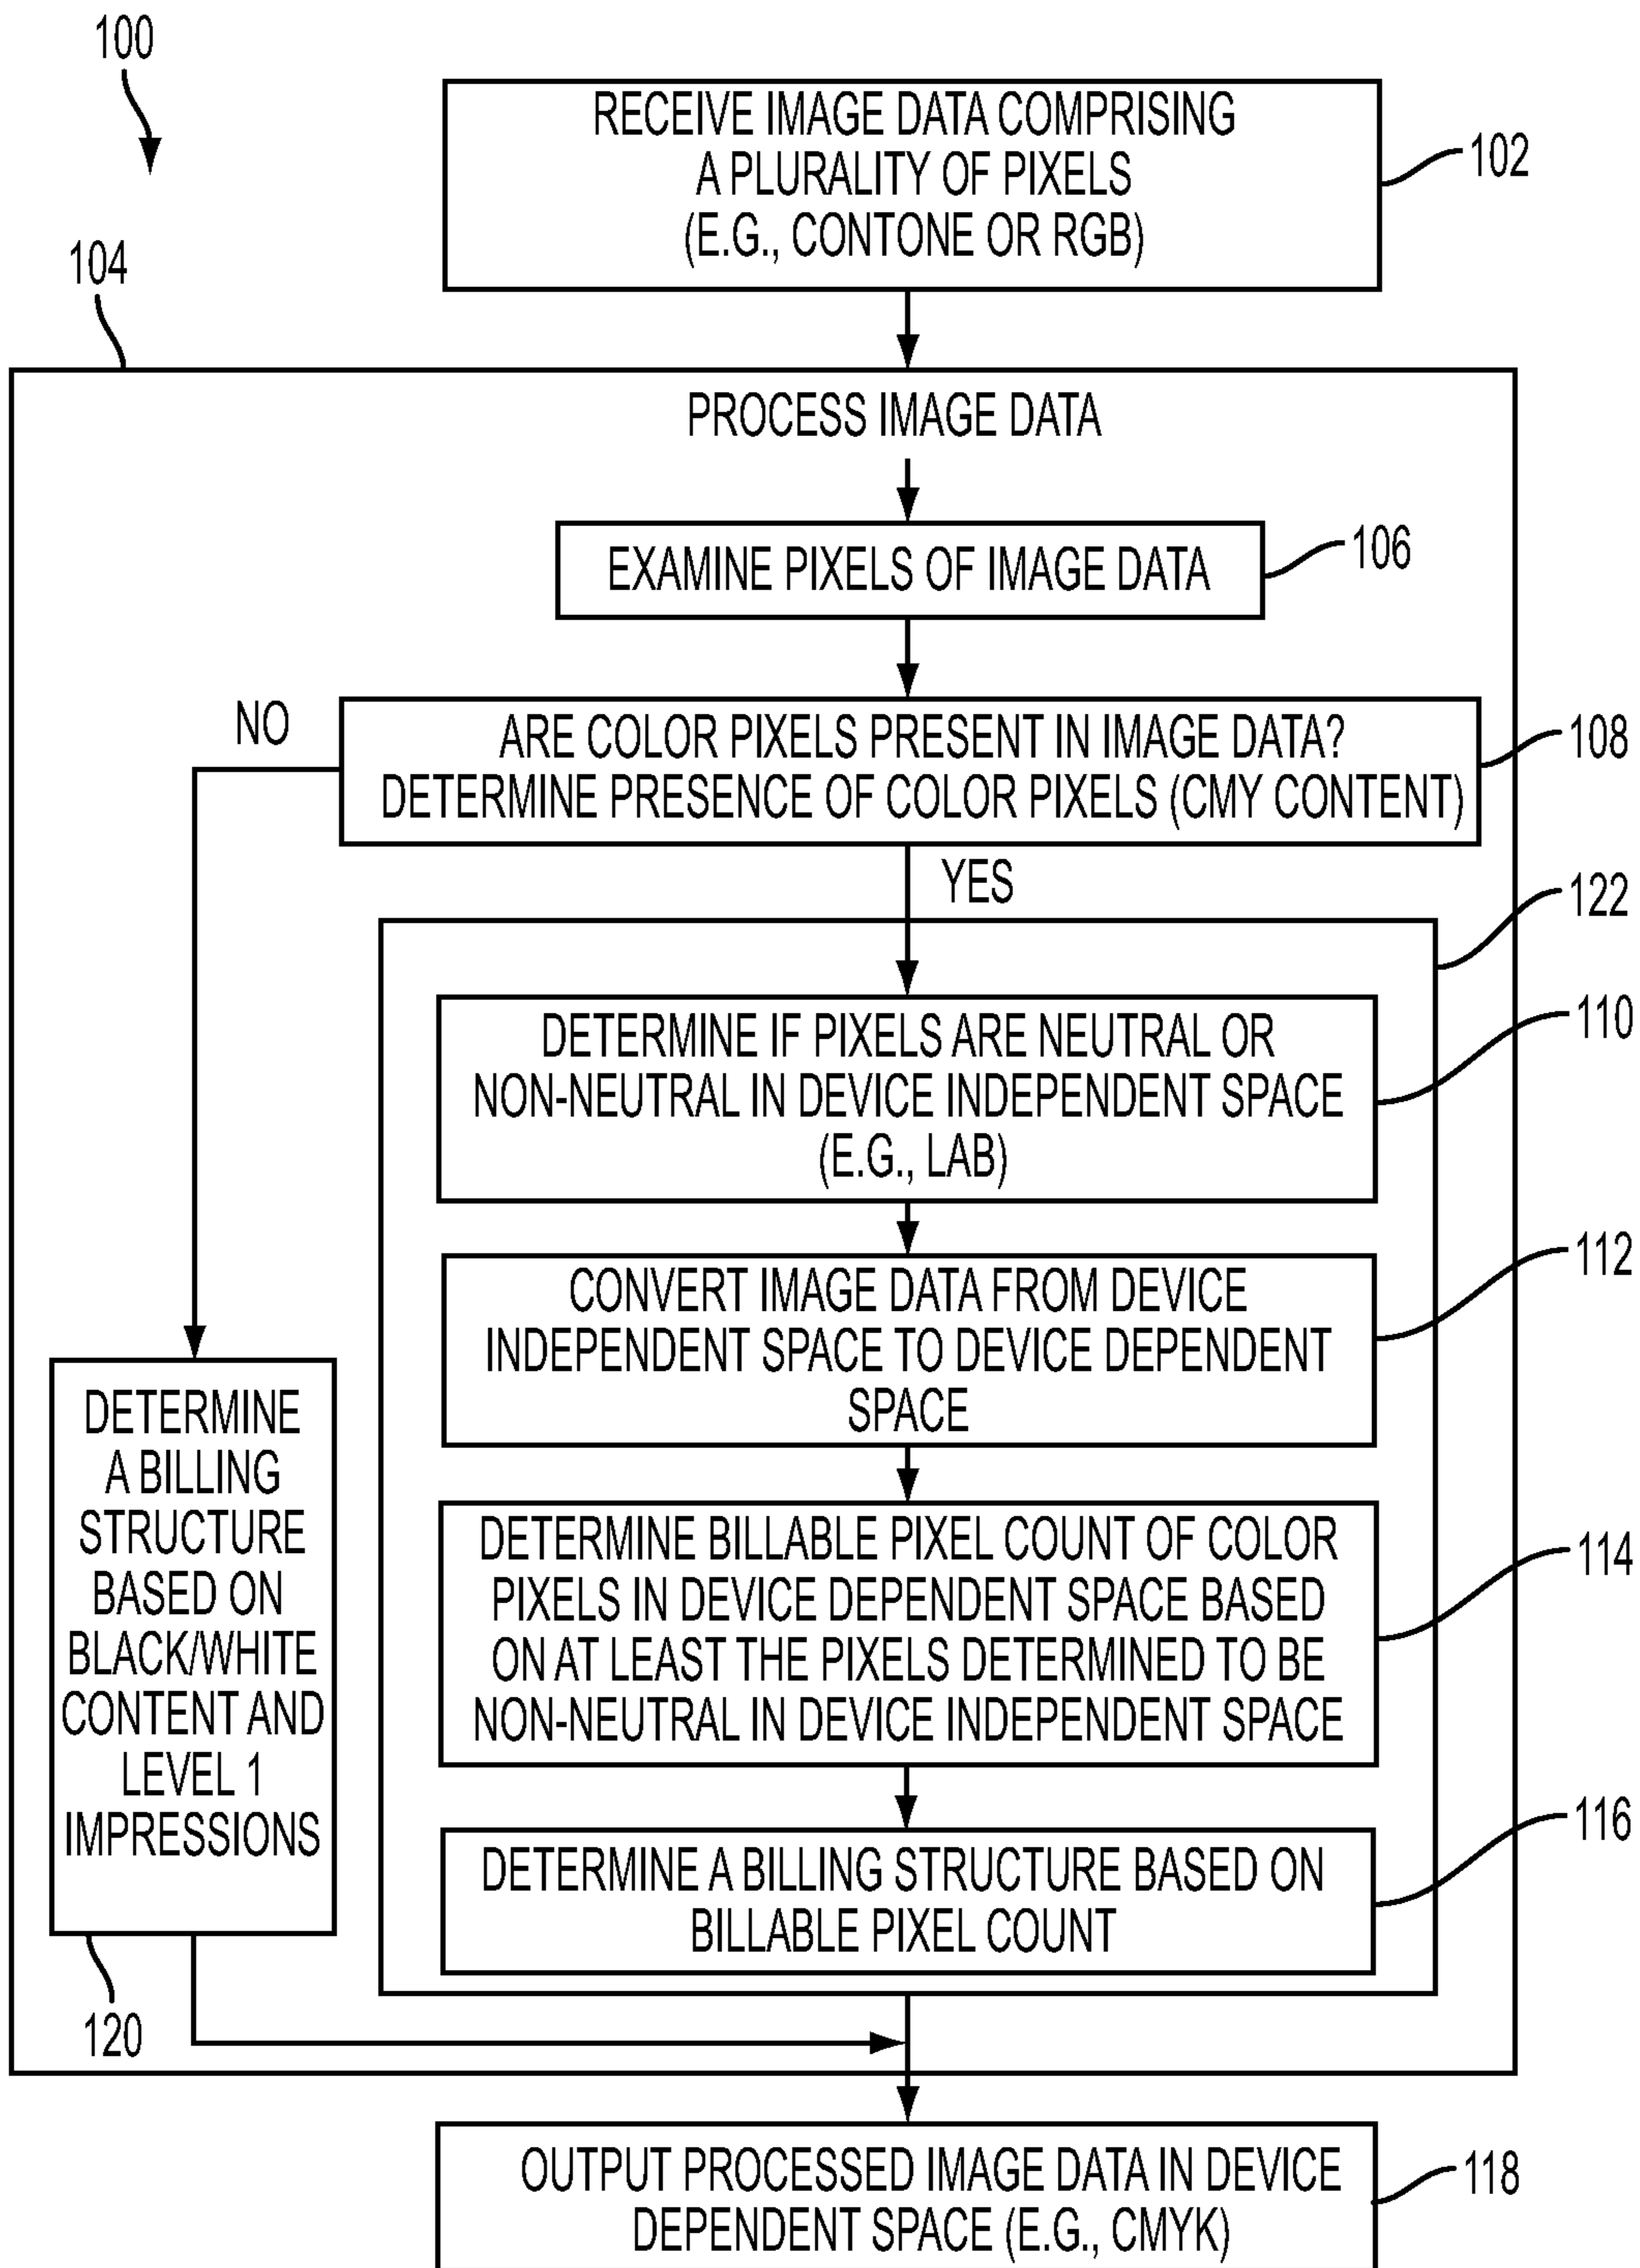 100
RECEIVE IMAGE DATA COMPRISING
A PLURALITY OF PIXELS
(E.G., CONTONE OR RGB)
102
104
PROCESS IMAGE DATA
EXAMINE PIXELS OF IMAGE DATA
106
NO
ARE COLOR PIXELS PRESENT IN IMAGE DATA?
DETERMINE PRESENCE OF COLOR PIXELS (CMY CONTENT)
108
YES
122
DETERMINE IF PIXELS ARE NEUTRAL OR
NON-NEUTRAL IN DEVICE INDEPENDENT SPACE
(E.G., LAB)
110
CONVERT IMAGE DATA FROM DEVICE
INDEPENDENT SPACE TO DEVICE DEPENDENT
SPACE
112
DETERMINE BILLABLE PIXEL COUNT OF COLOR
PIXELS IN DEVICE DEPENDENT SPACE BASED
ON AT LEAST THE PIXELS DETERMINED TO BE
NON-NEUTRAL IN DEVICE INDEPENDENT SPACE
114
DETERMINE A BILLING STRUCTURE BASED ON
BILLABLE PIXEL COUNT
116
DETERMINE
A BILLING
STRUCTURE
BASED ON
BLACK/WHITE
CONTENT AND
LEVEL 1
IMPRESSIONS
120
OUTPUT PROCESSED IMAGE DATA IN DEVICE
DEPENDENT SPACE (E.G., CMYK)
118